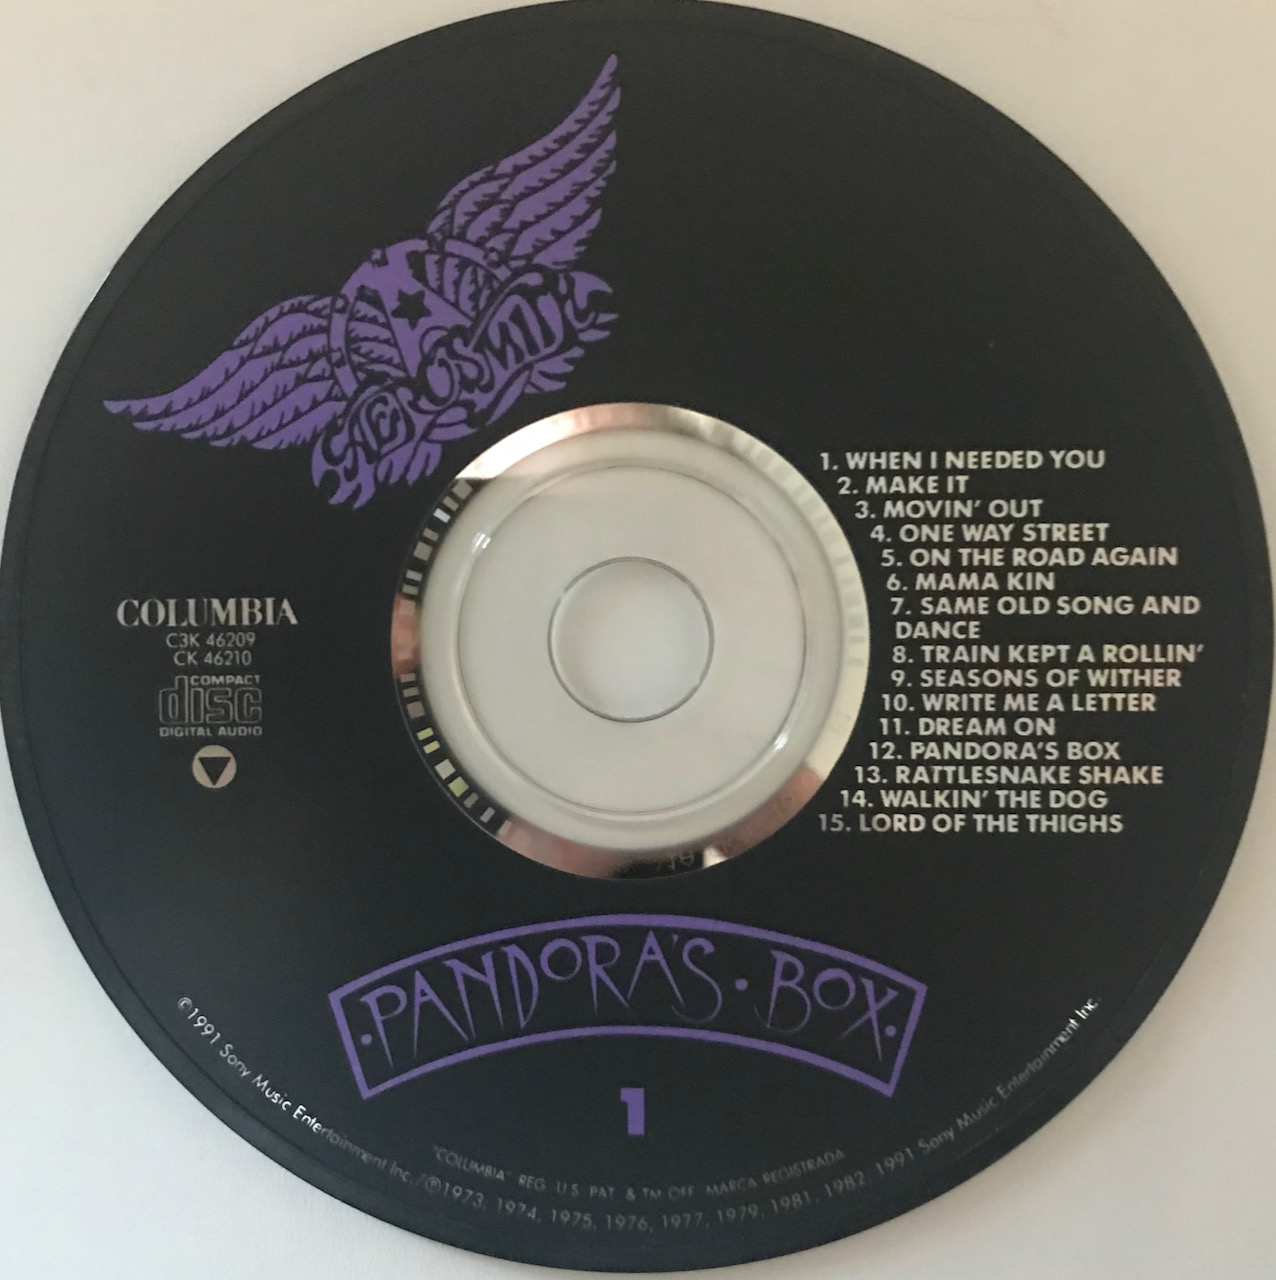 AEROSMITH
1. WHEN I NEEDED YOU
2. MAKE IT
3. MOVIN' OUT
4. ONE WAY STREET
5. ON THE ROAD AGAIN
6. MAMA KIN
7. SAME OLD SONG AND
DANCE
8. TRAIN KEPT A ROLLIN'
9. SEASONS OF WITHER
10. WRITE ME A LETTER
11. DREAM ON
12. PANDORA'S BOX
13. RATTLESNAKE SHAKE
14. WALKIN' THE DOG
15. LORD OF THE THIGHS
COLUMBIA
C3K 46209
CK 46210
COMPACT
disc
DIGITAL AUDIO
·PANDORA'S·BOX·
1
"COLUMBIA" REG. U.S. PAT. & TM. OFF. MARCA REGISTRADA
©1991 Sony Music Entertainment Inc./℗1973, 1974, 1975, 1976, 1977, 1979, 1981, 1982, 1991 Sony Music Entertainment Inc.